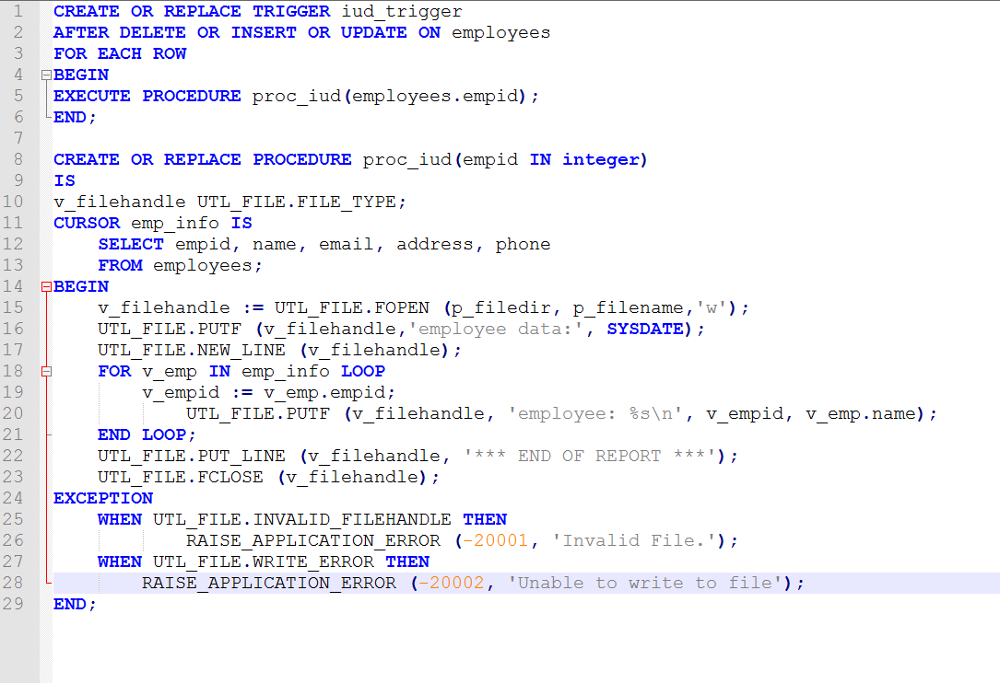 1 CREATE OR REPLACE TRIGGER iud_trigger
2 AFTER DELETE OR INSERT OR UPDATE ON employees
3 FOR EACH ROW
4 BEGIN
5 EXECUTE PROCEDURE proc_iud(employees.empid);
6 END;
7
8 CREATE OR REPLACE PROCEDURE proc_iud(empid IN integer)
9 IS
10 v_filehandle UTL_FILE.FILE_TYPE;
11 CURSOR emp_info IS
12     SELECT empid, name, email, address, phone
13     FROM employees;
14 BEGIN
15     v_filehandle := UTL_FILE.FOPEN (p_filedir, p_filename,'w');
16     UTL_FILE.PUTF (v_filehandle,'employee data:', SYSDATE);
17     UTL_FILE.NEW_LINE (v_filehandle);
18     FOR v_emp IN emp_info LOOP
19         v_empid := v_emp.empid;
20             UTL_FILE.PUTF (v_filehandle, 'employee: %s\n', v_empid, v_emp.name);
21     END LOOP;
22     UTL_FILE.PUT_LINE (v_filehandle, '*** END OF REPORT ***');
23     UTL_FILE.FCLOSE (v_filehandle);
24 EXCEPTION
25     WHEN UTL_FILE.INVALID_FILEHANDLE THEN
26             RAISE_APPLICATION_ERROR (-20001, 'Invalid File.');
27     WHEN UTL_FILE.WRITE_ERROR THEN
28         RAISE_APPLICATION_ERROR (-20002, 'Unable to write to file');
29 END;